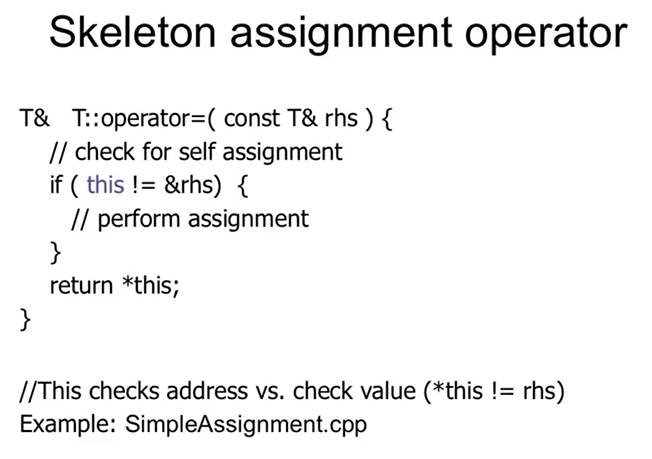 Skeleton assignment operator
T& T::operator=( const T& rhs ) {
// check for self assignment
if ( this != &rhs) {
// perform assignment
}
return *this;
}
//This checks address vs. check value (*this != rhs)
Example: SimpleAssignment.cpp